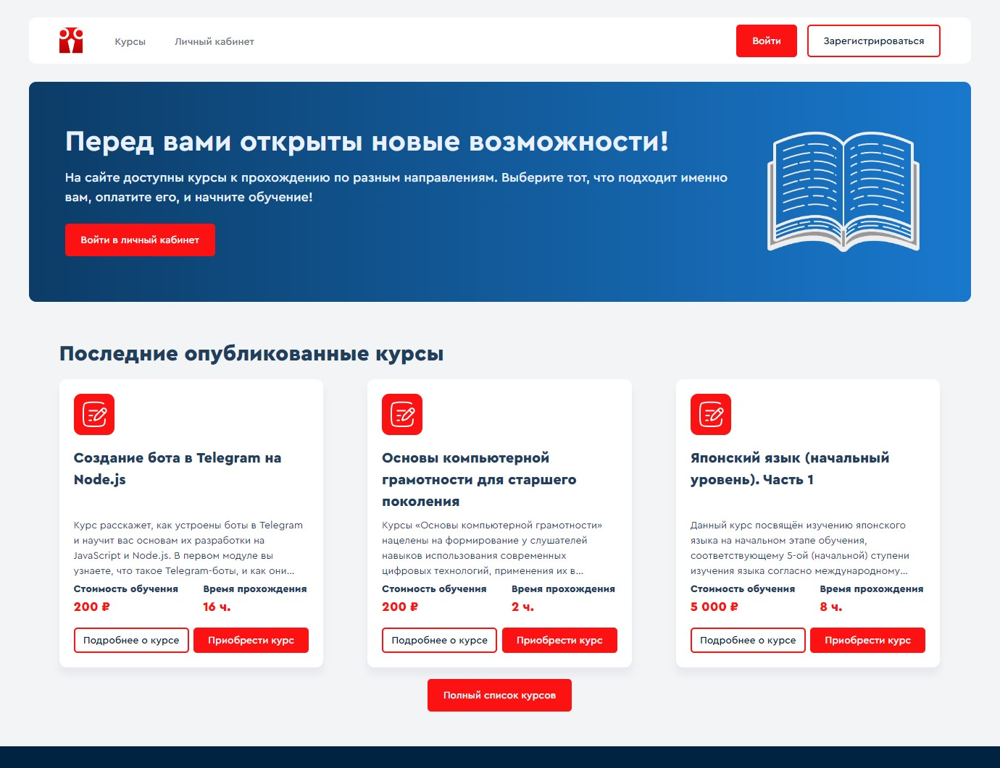 Курсы
Личный кабинет
Войти
Зарегистрироваться
Перед вами открыты новые возможности!
На сайте доступны курсы к прохождению по разным направлениям. Выберите тот, что подходит именно
вам, оплатите его, и начните обучение!
Войти в личный кабинет
Последние опубликованные курсы
Создание бота в Telegram на
Node.js
Курс расскажет, как устроены боты в Telegram
и научит вас основам их разработки на
JavaScript и Node.js. В первом модуле вы
узнаете, что такое Telegram-боты, и как они...
Стоимость обучения
Время прохождения
200 ₽
16 ч.
Подробнее о курсе
Приобрести курс
Основы компьютерной
грамотности для старшего
поколения
Курсы «Основы компьютерной грамотности»
нацелены на формирование у слушателей
навыков использования современных
цифровых технологий, применения их в...
Стоимость обучения
Время прохождения
200 ₽
2 ч.
Подробнее о курсе
Приобрести курс
Японский язык (начальный
уровень). Часть 1
Данный курс посвящён изучению японского
языка на начальном этапе обучения,
соответствующему 5-ой (начальной) ступени
изучения языка согласно международному...
Стоимость обучения
Время прохождения
5 000 ₽
8 ч.
Подробнее о курсе
Приобрести курс
Полный список курсов